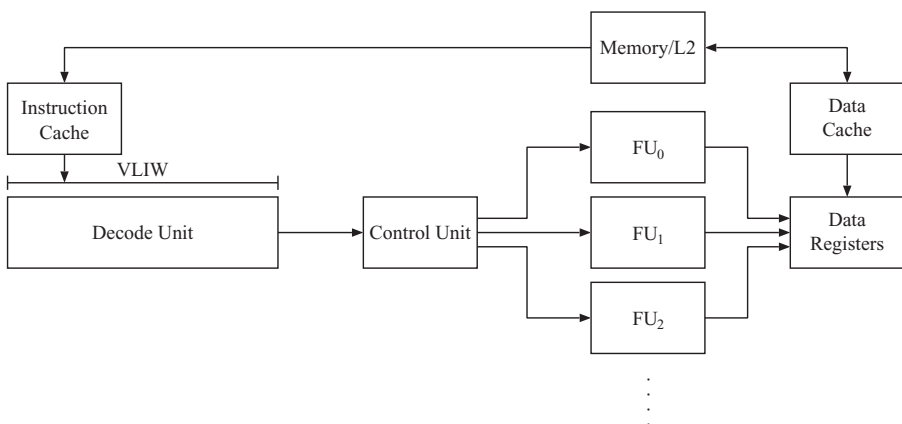 Memory/L2
Instruction
Cache
Data
Cache
FU₀
VLIW
Decode Unit
Control Unit
FU₁
Data
Registers
FU₂